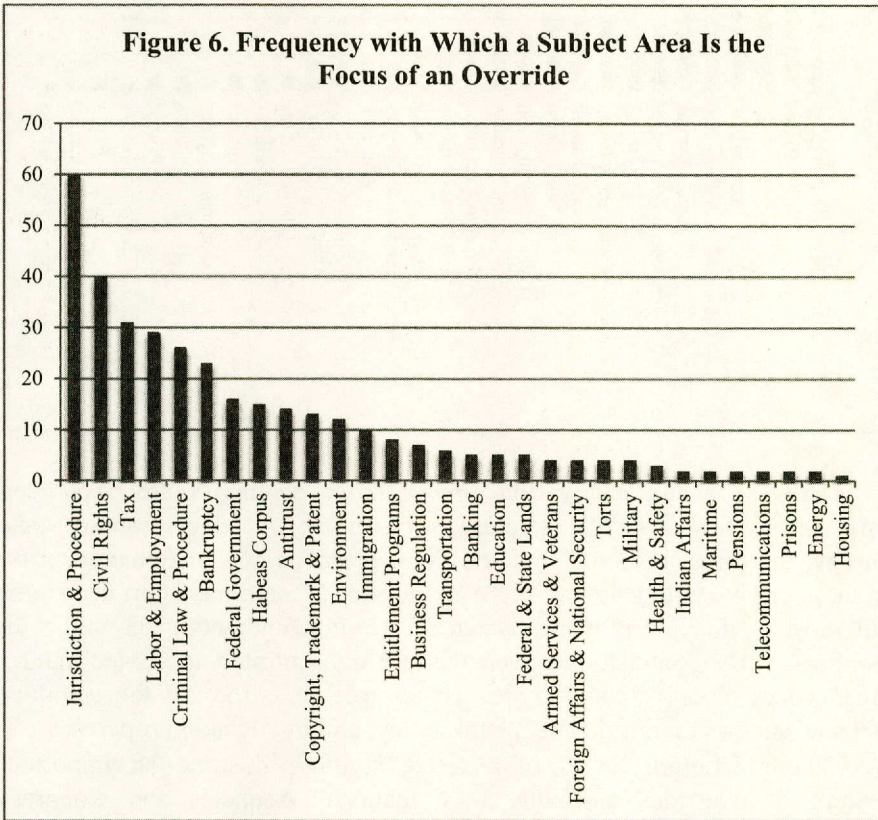 Figure 6. Frequency with Which a Subject Area Is the
Focus of an Override
70
60
50
40
30
20
10
0
Jurisdiction & Procedure
Civil Rights
Tax
Labor & Employment
Criminal Law & Procedure
Bankruptcy
Federal Government
Habeas Corpus
Antitrust
Copyright, Trademark & Patent
Environment
Immigration
Entitlement Programs
Business Regulation
Transportation
Banking
Education
Federal & State Lands
Armed Services & Veterans
Foreign Affairs & National Security
Torts
Military
Health & Safety
Indian Affairs
Maritime
Pensions
Telecommunications
Prisons
Energy
Housing